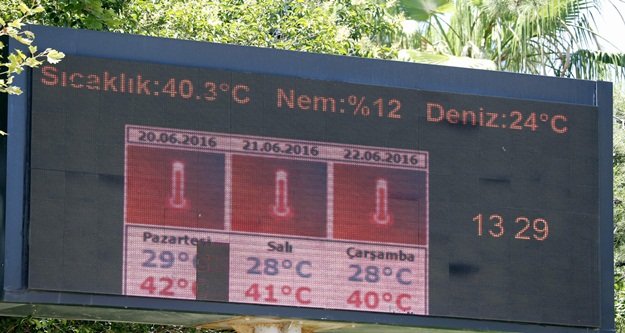 Sıcaklık:40.3°C Nem:%12 Deniz:24°C
20.06.2016 21.06.2016 22.06.2016
13 29
Pazartesi Salı Çarşamba
29° 28°C 28°C
42° 41°C 40°C